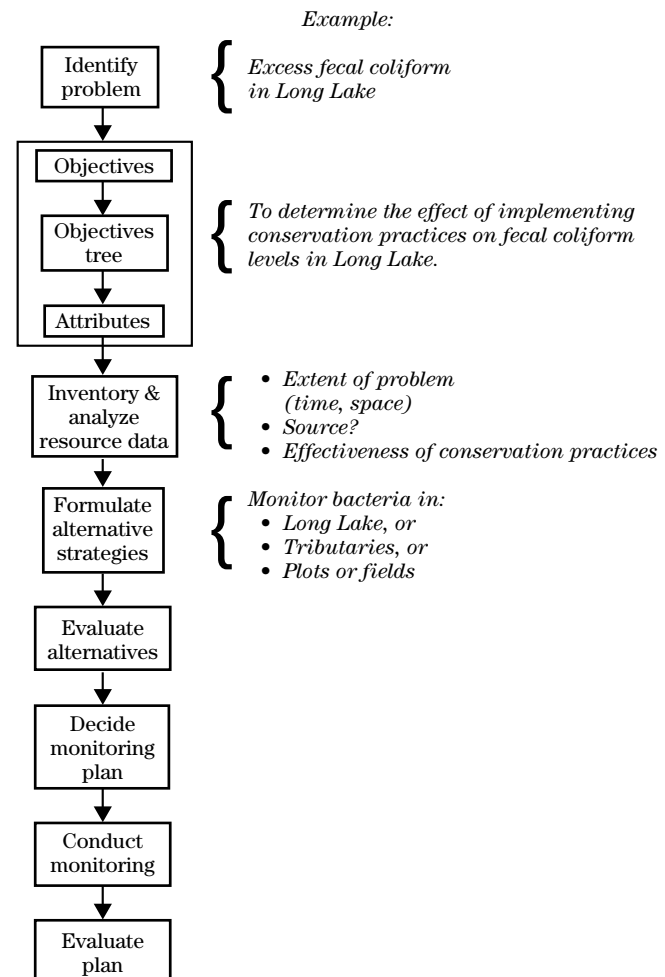 Example:
Identify
problem
Excess fecal coliform
in Long Lake
Objectives
Objectives
tree
Attributes
To determine the effect of implementing
conservation practices on fecal coliform
levels in Long Lake.
Inventory &
analyze
resource data
• Extent of problem
(time, space)
• Source?
• Effectiveness of conservation practices
Formulate
alternative
strategies
Monitor bacteria in:
• Long Lake, or
• Tributaries, or
• Plots or fields
Evaluate
alternatives
Decide
monitoring
plan
Conduct
monitoring
Evaluate
plan